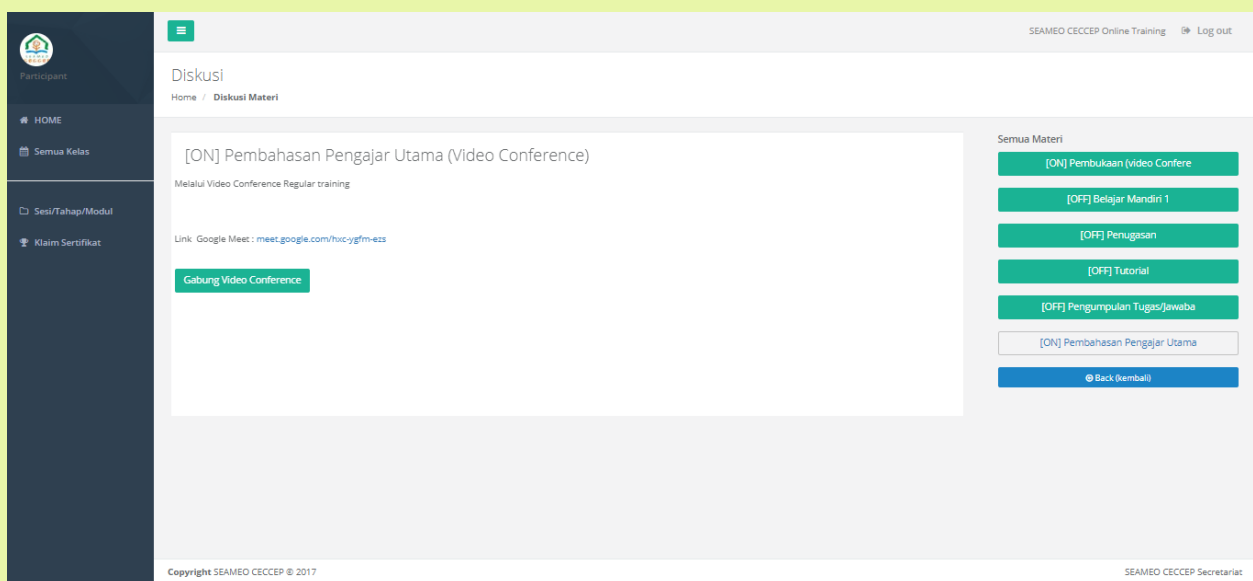 SEAMEO CECCEP Online Training Log out
Participant
HOME
Semua Kelas
Sesi/Tahap/Modul
Klaim Sertifikat
Diskusi
Home / Diskusi Materi
[ON] Pembahasan Pengajar Utama (Video Conference)
Melalui Video Conference Regular training
Link Google Meet : meet.google.com/hxc-ygfm-ezs
Gabung Video Conference
Semua Materi
[ON] Pembukaan (video Confere
[OFF] Belajar Mandiri 1
[OFF] Penugasan
[OFF] Tutorial
[OFF] Pengumpulan Tugas/Jawaba
[ON] Pembahasan Pengajar Utama
Back (kembali)
Copyright SEAMEO CECCEP © 2017
SEAMEO CECCEP Secretariat